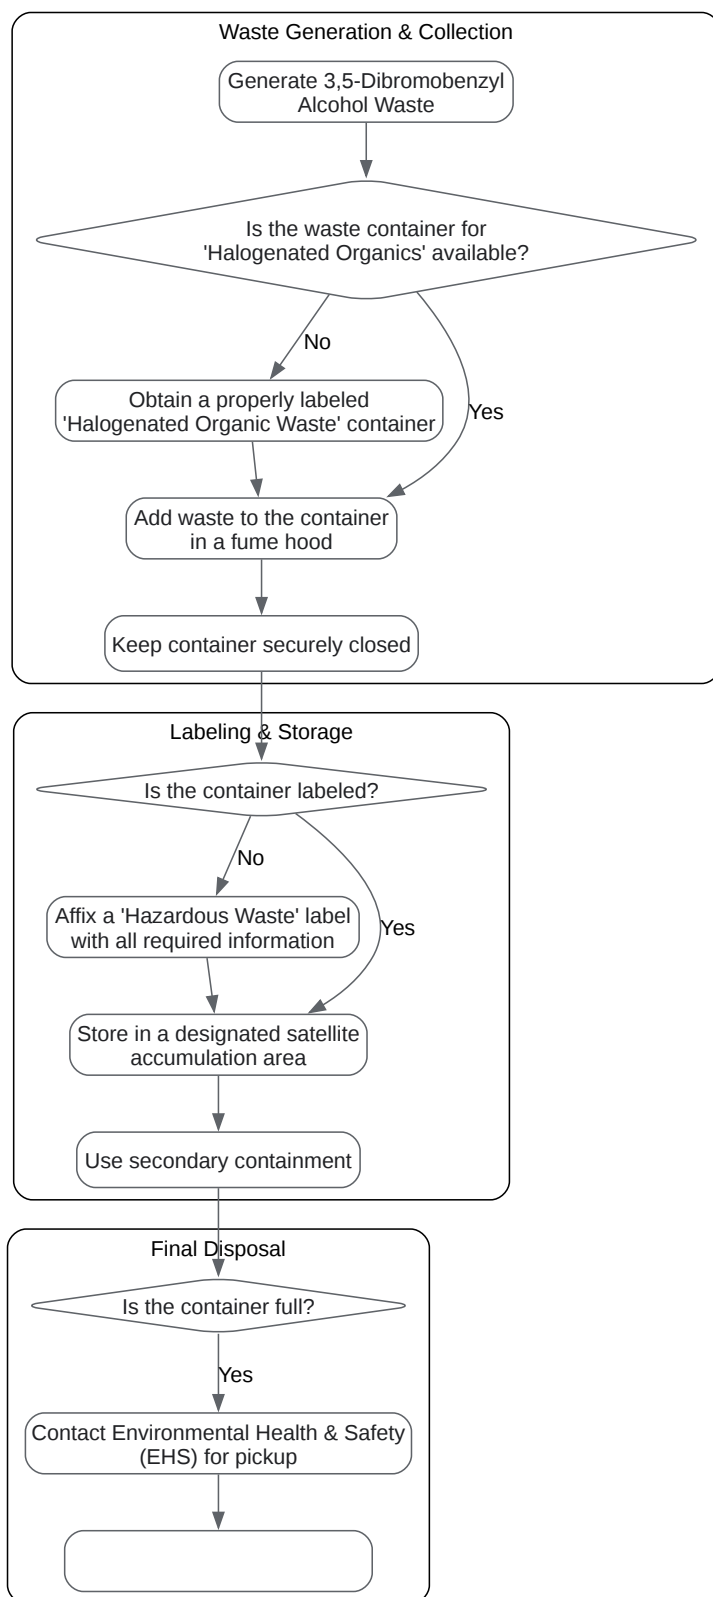 Waste Generation & Collection
Generate 3,5-Dibromobenzyl
Alcohol Waste
Is the waste container for
'Halogenated Organics' available?
No
Yes
Obtain a properly labeled
'Halogenated Organic Waste' container
Add waste to the container
in a fume hood
Keep container securely closed
Labeling & Storage
Is the container labeled?
No
Yes
Affix a 'Hazardous Waste' label
with all required information
Store in a designated satellite
accumulation area
Use secondary containment
Final Disposal
Is the container full?
Yes
Contact Environmental Health & Safety
(EHS) for pickup